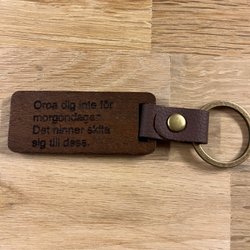 Oroa dig inte för
morgondagen.
Det hinner skita
sig till dess.